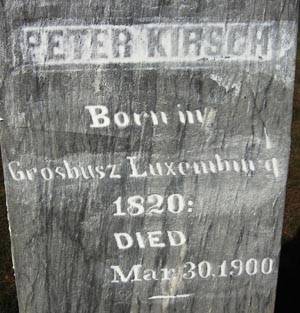 PETER KIRSCH
Born in
Grosbusz Luxemburg
1820:
DIED
Mar 30, 1900